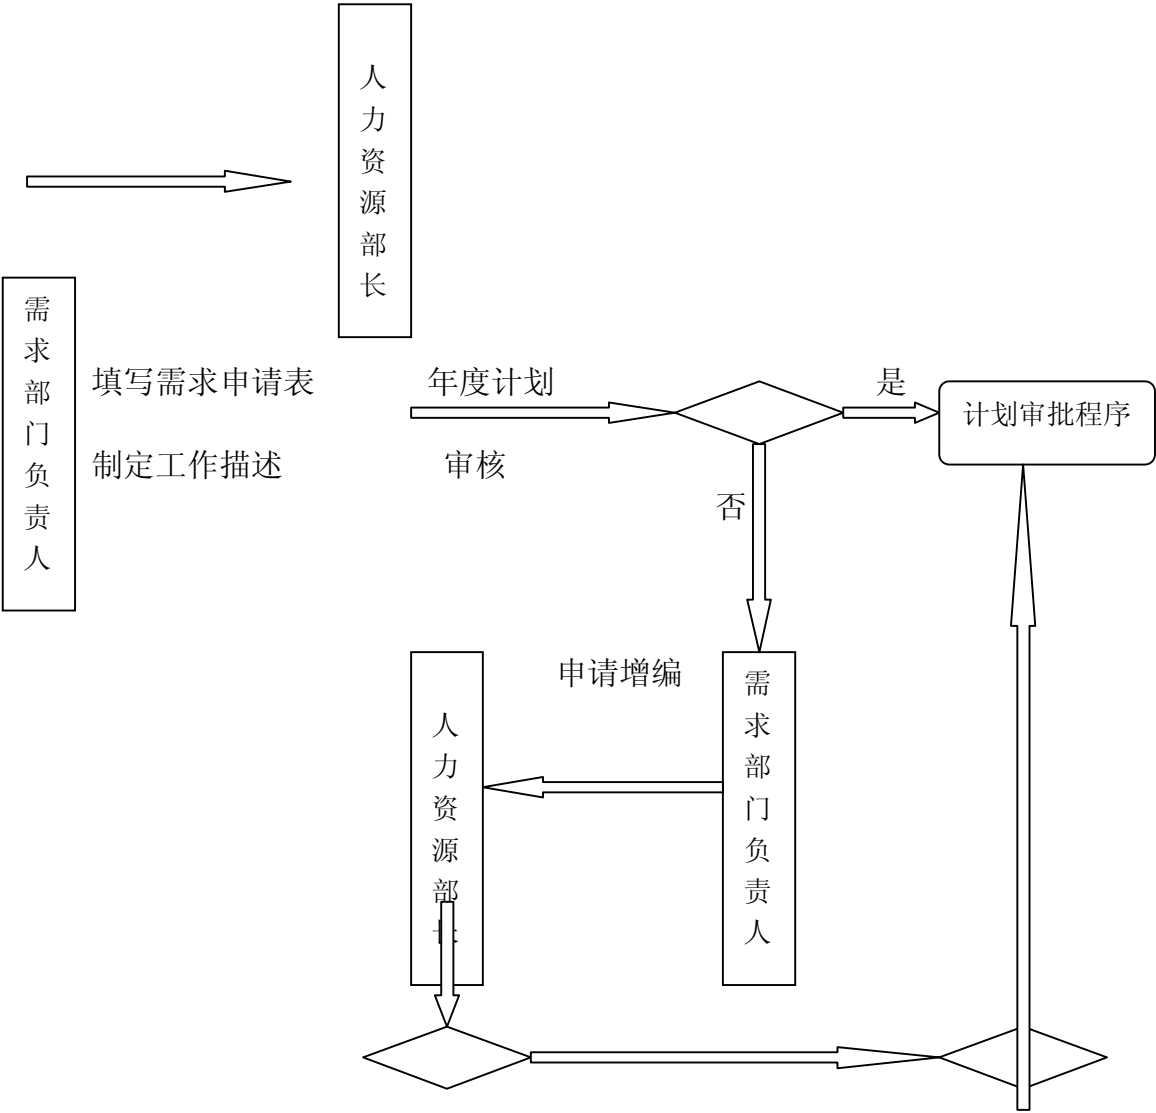 人力资源部长
需求部门负责人
填写需求申请表
制定工作描述
年度计划
审核
是
计划审批程序
否
申请增编
人力资源部长
需求部门负责人